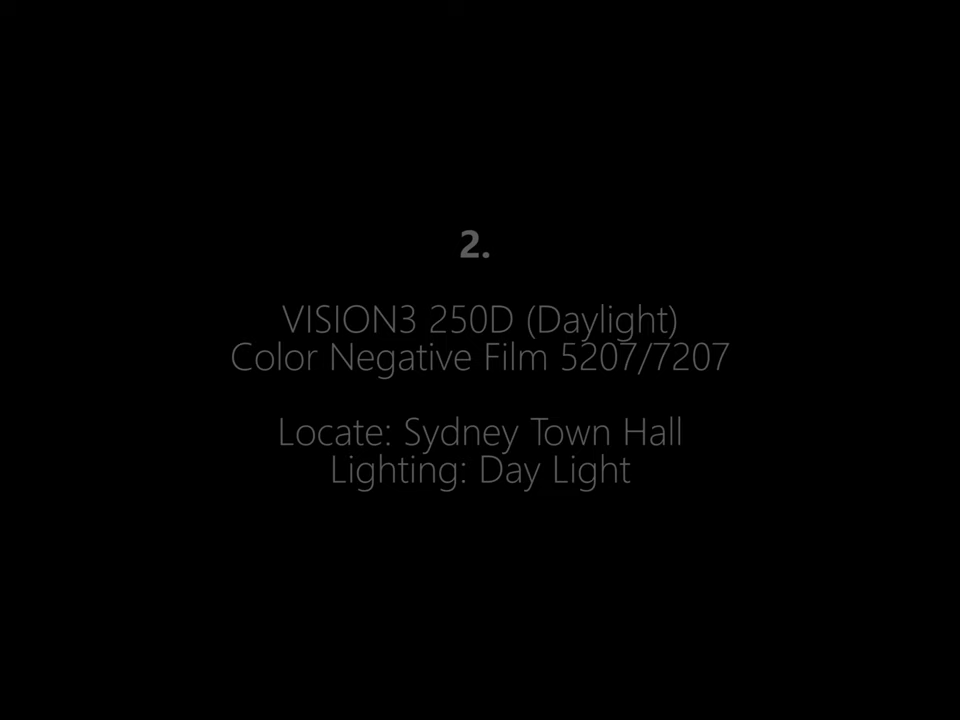 2.
VISION3 250D (Daylight)
Color Negative Film 5207/7207
Locate: Sydney Town Hall
Lighting: Day Light